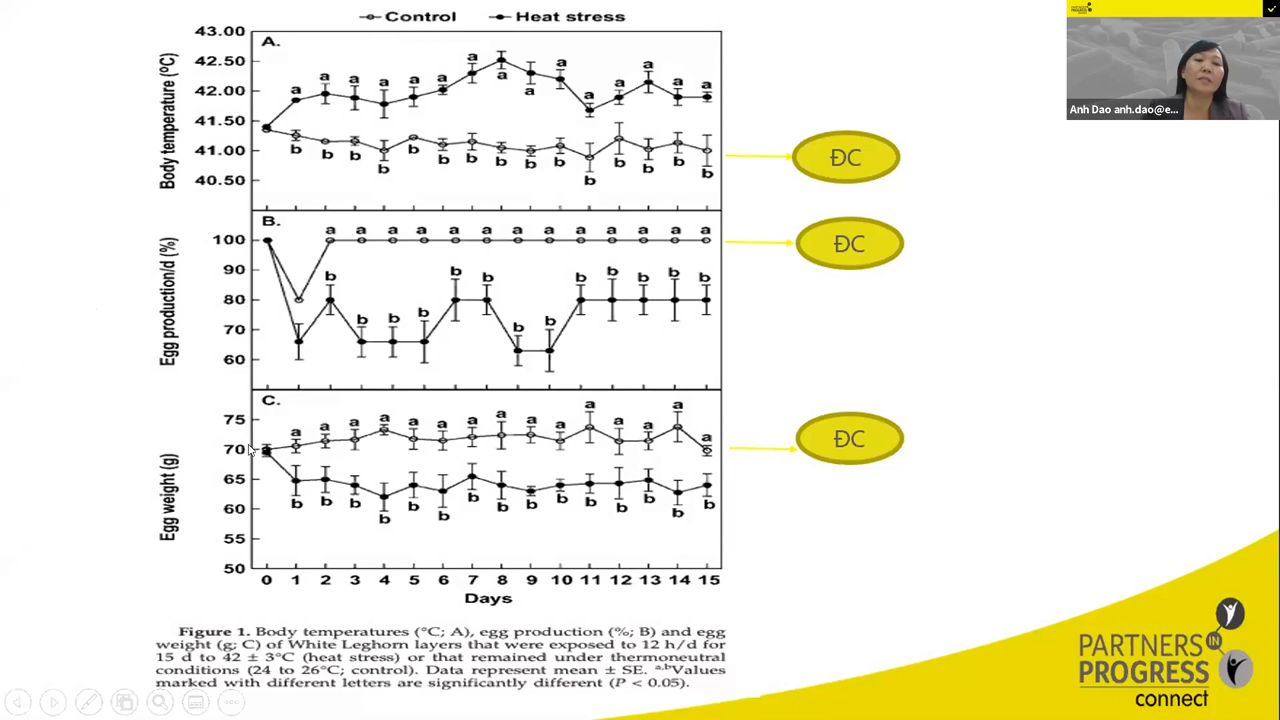 Control Heat stress
A.
43.00
42.50
42.00
41.50
41.00
40.50
Body temperature (ºC)
a a a a a a a a a a a a a a a
b b b b b b b b b b b b b b b
ĐC
B.
100
90
80
70
60
Egg production/d (%)
a a a a a a a a a a a a a a
b b b b b b b b b b b b b b
ĐC
C.
75
70
65
60
55
50
Egg weight (g)
a a a a a a a a a a a a a a a
b b b b b b b b b b b b b b b
ĐC
0 1 2 3 4 5 6 7 8 9 10 11 12 13 14 15
Days
Figure 1. Body temperatures (°C; A), egg production (%; B) and egg
weight (g; C) of White Leghorn layers that were exposed to 12 h/d for
15 d to 42 ± 3°C (heat stress) or that remained under thermoneutral
conditions (24 to 26°C; control). Data represent mean ± SE. a,bValues
marked with different letters are significantly different (P < 0.05).
Anh Dao anh.dao@e...
PARTNERS IN
PROGRESS
connect